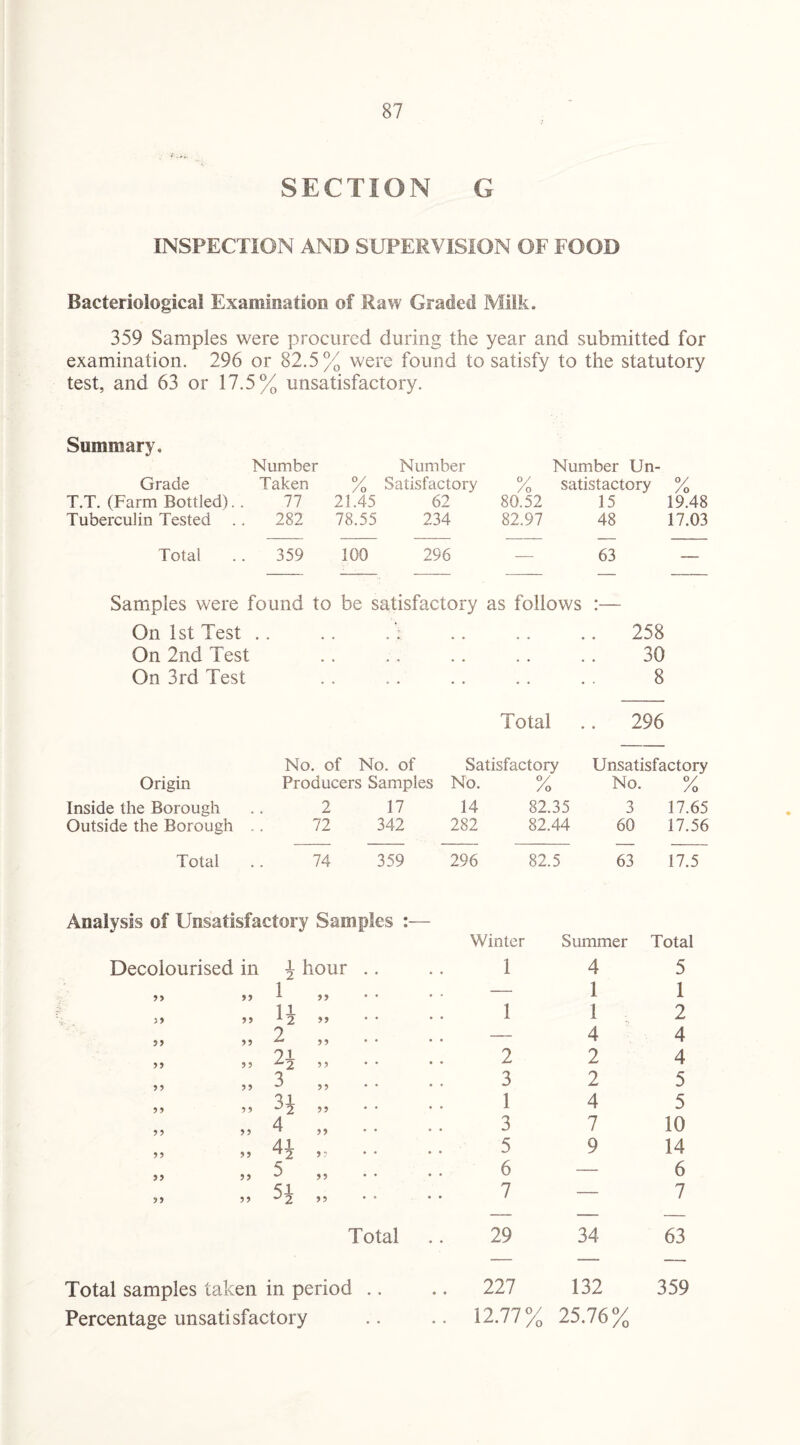 87
SECTION G
INSPECTION AND SUPERVISION OF FOOD
Bacteriological Examination of Raw Graded Milk.
359 Samples were procured during the year and submitted for
examination. 296 or 82.5% were found to satisfy to the statutory
test, and 63 or 17.5% unsatisfactory.
Summary.
Number Number Number Un-
Grade Taken % Satisfactory % satistactory %
T.T. (Farm Bottled). . 77 21.45 62 80.52 15 19.48
Tuberculin Tested . . 282 78.55 234 82.97 48 17.03
Total . . 359 100 296 — 63 —
Samples were found to be satisfactory as follows :—
On 1st Test . . . . . . . . . . . . 258
On 2nd Test . . . . . . . . . . 30
On 3rd Test . . . . . . . . . . 8
Total . . 296
No. of No. of Satisfactory Unsatisfactory
Origin Producers Samples No. % No. %
Inside the Borough . . 2 17 14 82.35 3 17.65
Outside the Borough . . 72 342 282 82.44 60 17.56
Total . . 74 359 296 82.5 63 17.5
Analysis of Unsatisfactory Samples :—
Winter Summer Total
Decolourised in ½ hour . . . . 1 4 5
,, ,, 1 ,, . . . . — 1 1
,, ,, 1½ ,, . . . . 1 1 2
,, ,, 2 ,, . . . . — 4 4
,, ,, 2½ ,, . . . . 2 2 4
,, ,, 3 ,, . . . . 3 2 5
,, ,, 3½ ,, . . . . 1 4 5
,, ,, 4 ,, . . . . 3 7 10
,, ,, 4½ ,, . . . . 5 9 14
,, ,, 5 ,, . . . . 6 — 6
,, ,, 5½ ,, . . . . 7 — 7
Total . . 29 34 63
Total samples taken in period . . . . 227 132 359
Percentage unsatisfactory . . . . 12.77% 25.76%